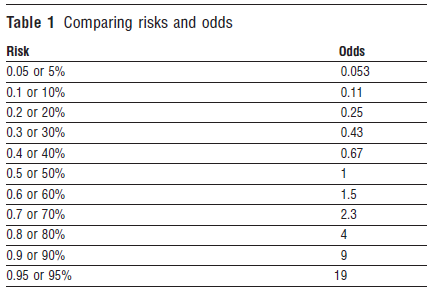 Table 1 Comparing risks and odds
Risk Odds
0.05 or 5% 0.053
0.1 or 10% 0.11
0.2 or 20% 0.25
0.3 or 30% 0.43
0.4 or 40% 0.67
0.5 or 50% 1
0.6 or 60% 1.5
0.7 or 70% 2.3
0.8 or 80% 4
0.9 or 90% 9
0.95 or 95% 19